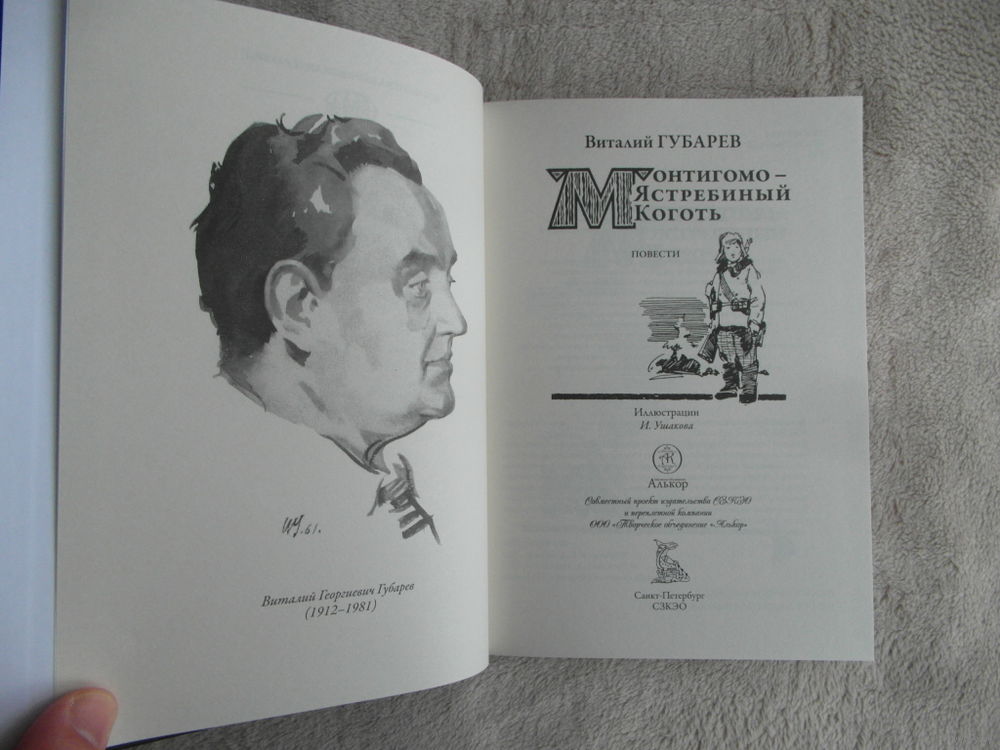 ИУ 61.
Виталий Георгиевич Губарев
(1912–1981)
Виталий ГУБАРЕВ
МОНТИГОМО –
ЯСТРЕБИНЫЙ
КОГОТЬ
ПОВЕСТИ
Иллюстрации
И. Ушакова
Алькор
Совместный проект издательства СЗКЭО
и переплетной компании
ООО «Творческое объединение «Алькор»
Санкт-Петербург
СЗКЭО